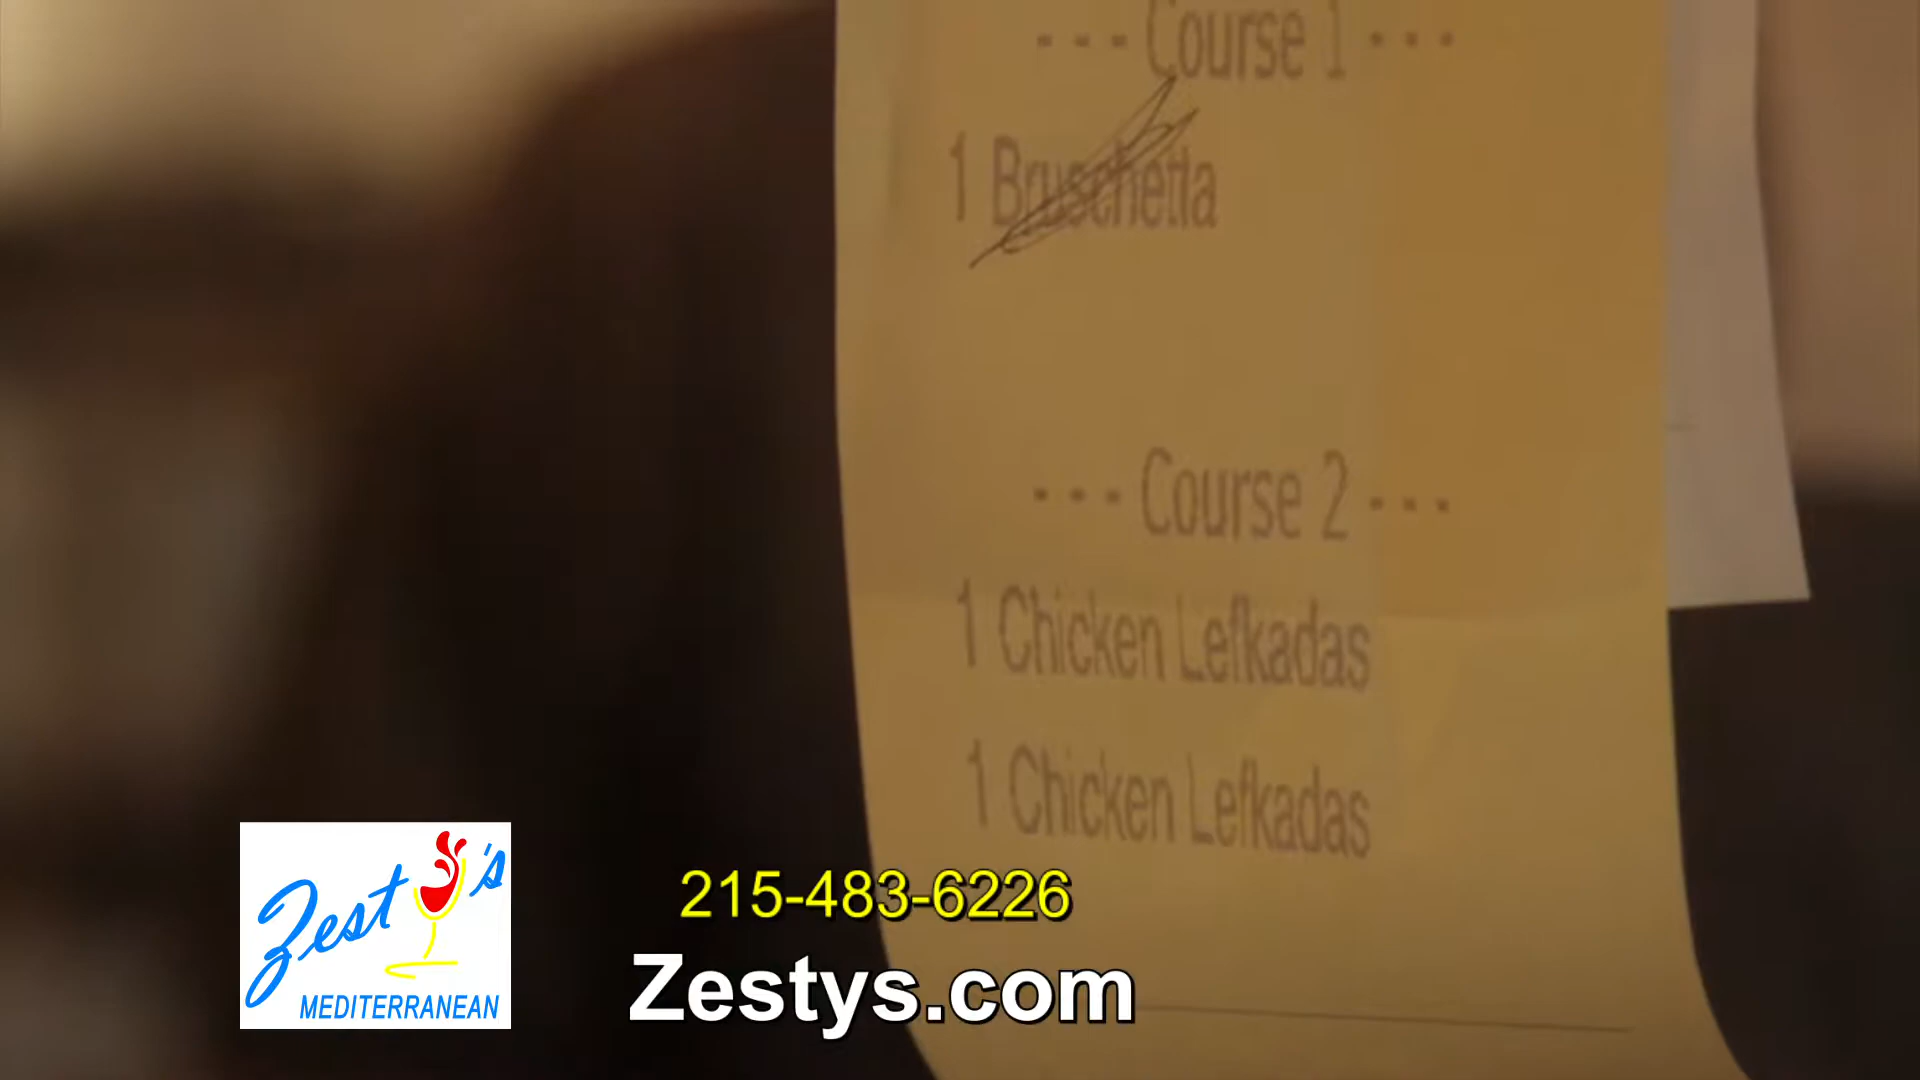 --- Course 1 ---
1 Bruschetta
--- Course 2 ---
1 Chicken Lefkadas
1 Chicken Lefkadas
Zesty's
MEDITERRANEAN
215-483-6226
Zestys.com